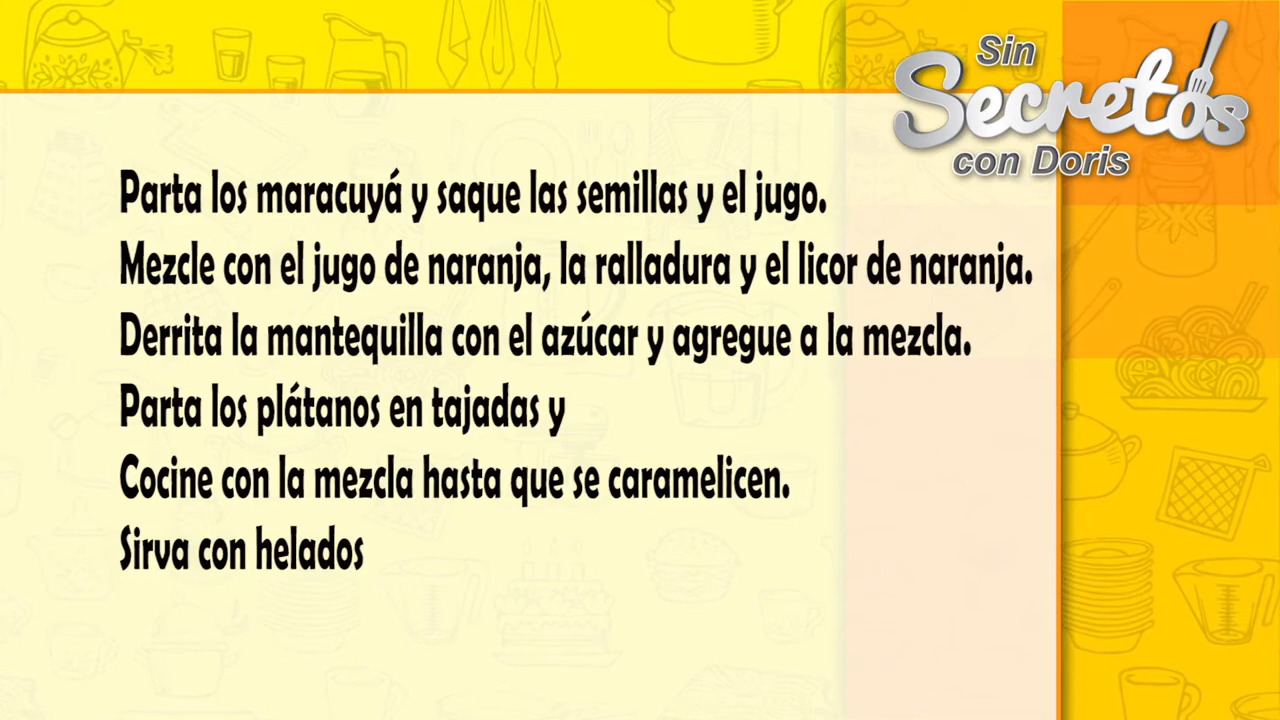 Sin
Secretos
con Doris
Parta los maracuyá y saque las semillas y el jugo.
Mezcle con el jugo de naranja, la ralladura y el licor de naranja.
Derrita la mantequilla con el azúcar y agregue a la mezcla.
Parta los plátanos en tajadas y
Cocine con la mezcla hasta que se caramelicen.
Sirva con helados